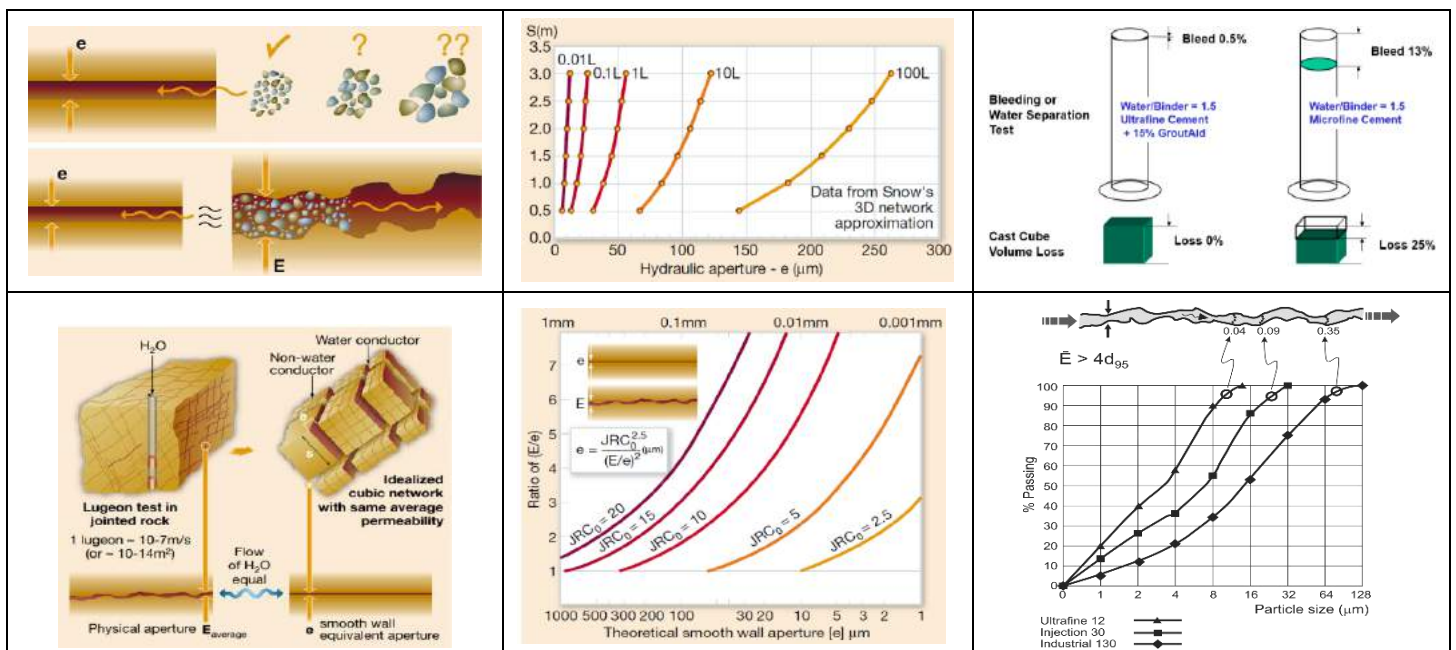 e
✓
?
??
e
E
S(m)
3.5
3.0
2.5
2.0
1.5
1.0
0.5
0.0
0.01L
0.1L
1L
10L
100L
Data from Snow's
3D network
approximation
0
50
100
150
200
250
300
Hydraulic aperture - e (μm)
Bleed 0.5%
Bleed 13%
Bleeding or
Water Separation
Test
Water/Binder = 1.5
Ultrafine Cement
+ 15% GroutAid
Water/Binder = 1.5
Microfine Cement
Cast Cube
Volume Loss
Loss 0%
Loss 25%
H₂O
Water conductor
Non-water
conductor
s
s
Lugeon test in
jointed rock
1 lugeon ~ 10-7m/s
(or ~ 10-14m²)
Idealized
cubic network
with same average
permeability
Flow
of H₂O
equal
Physical aperture E average
e smooth wall
equivalent aperture
1mm
0.1mm
0.01mm
0.001mm
Ratio of (E/e)
7
6
5
4
3
2
1
e
E
e = JRC₀^2.5 / (E/e)² (μm)
JRC₀ = 20
JRC₀ = 15
JRC₀ = 10
JRC₀ = 5
JRC₀ = 2.5
1000 500 300 200 100 30 20 10 5 3 2 1
Theoretical smooth wall aperture [e] μm
0.04
0.09
0.35
Ē > 4d₉₅
% Passing
100
90
80
70
60
50
40
30
20
10
0
0 1 2 4 8 16 32 64 128
Particle size (μm)
Ultrafine 12
Injection 30
Industrial 130